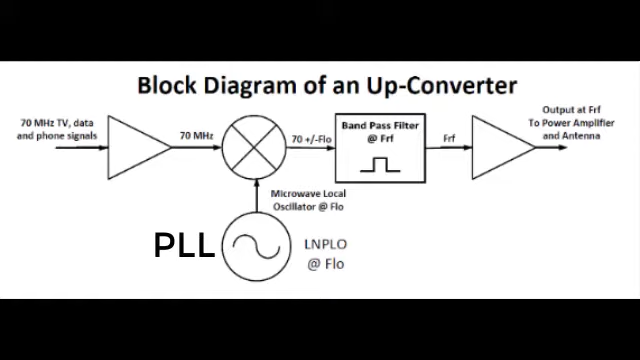 Block Diagram of an Up-Converter
70 MHz TV, data
and phone signals
70 MHz
70 +/-Flo
Band Pass Filter
@ Frf
Frf
Output at Frf
To Power Amplifier
and Antenna
Microwave Local
Oscillator @ Flo
PLL
LNPLO
@ Flo